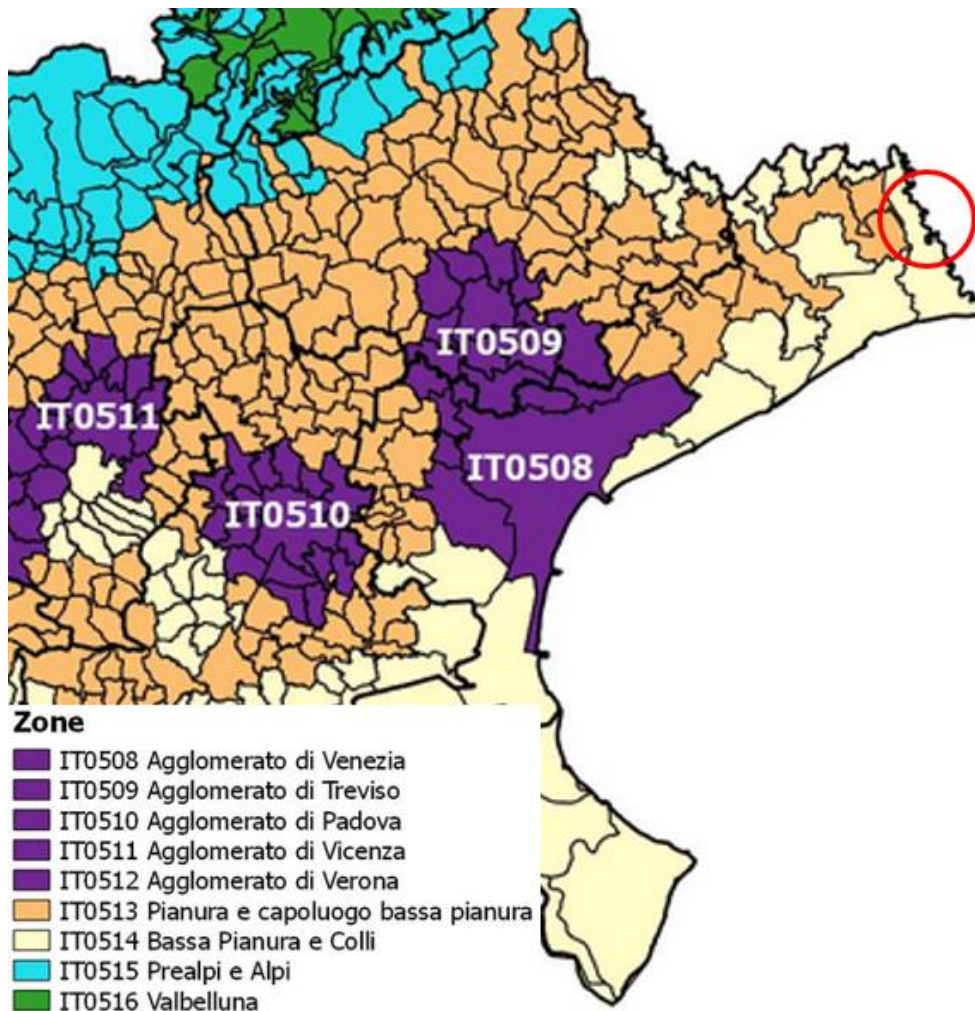 IT0509
IT0511
IT0508
IT0510
Zone
IT0508 Agglomerato di Venezia
IT0509 Agglomerato di Treviso
IT0510 Agglomerato di Padova
IT0511 Agglomerato di Vicenza
IT0512 Agglomerato di Verona
IT0513 Pianura e capoluogo bassa pianura
IT0514 Bassa Pianura e Colli
IT0515 Prealpi e Alpi
IT0516 Valbelluna